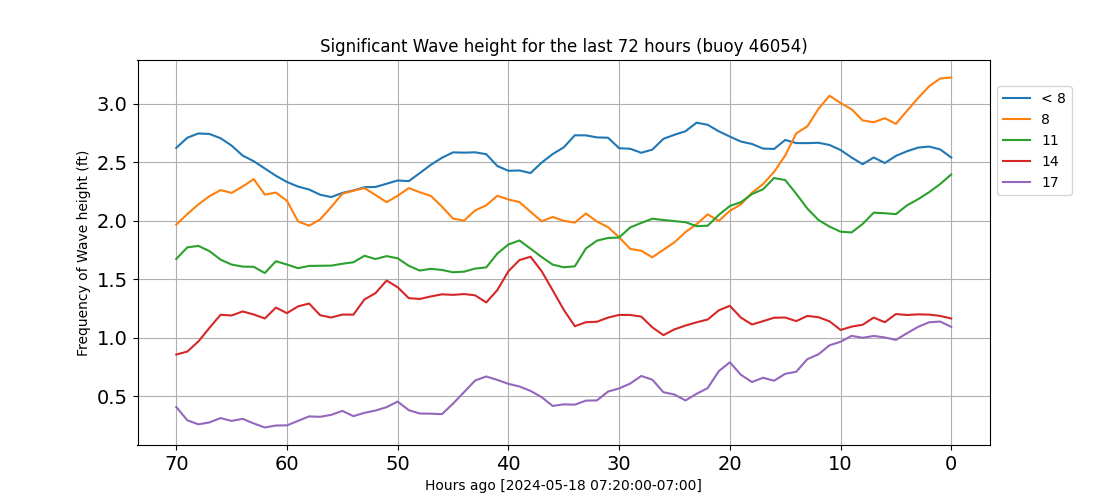 Significant Wave height for the last 72 hours (buoy 46054)
Frequency of Wave height (ft)
3.0
2.5
2.0
1.5
1.0
0.5
70 60 50 40 30 20 10 0
Hours ago [2024-05-18 07:20:00-07:00]
< 8
8
11
14
17